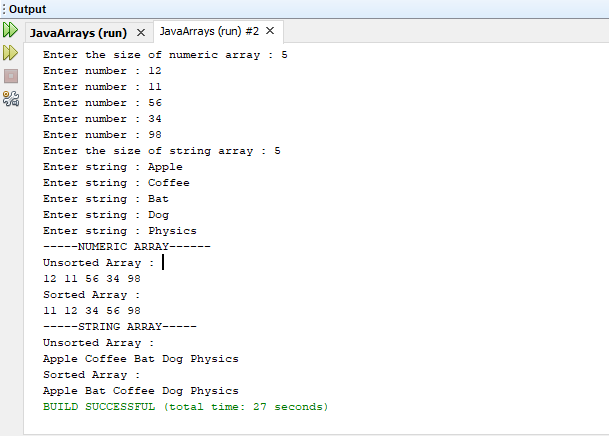 Output
JavaArrays (run) × JavaArrays (run) #2 ×
Enter the size of numeric array : 5
Enter number : 12
Enter number : 11
Enter number : 56
Enter number : 34
Enter number : 98
Enter the size of string array : 5
Enter string : Apple
Enter string : Coffee
Enter string : Bat
Enter string : Dog
Enter string : Physics
-----NUMERIC ARRAY------
Unsorted Array :
12 11 56 34 98
Sorted Array :
11 12 34 56 98
-----STRING ARRAY-----
Unsorted Array :
Apple Coffee Bat Dog Physics
Sorted Array :
Apple Bat Coffee Dog Physics
BUILD SUCCESSFUL (total time: 27 seconds)